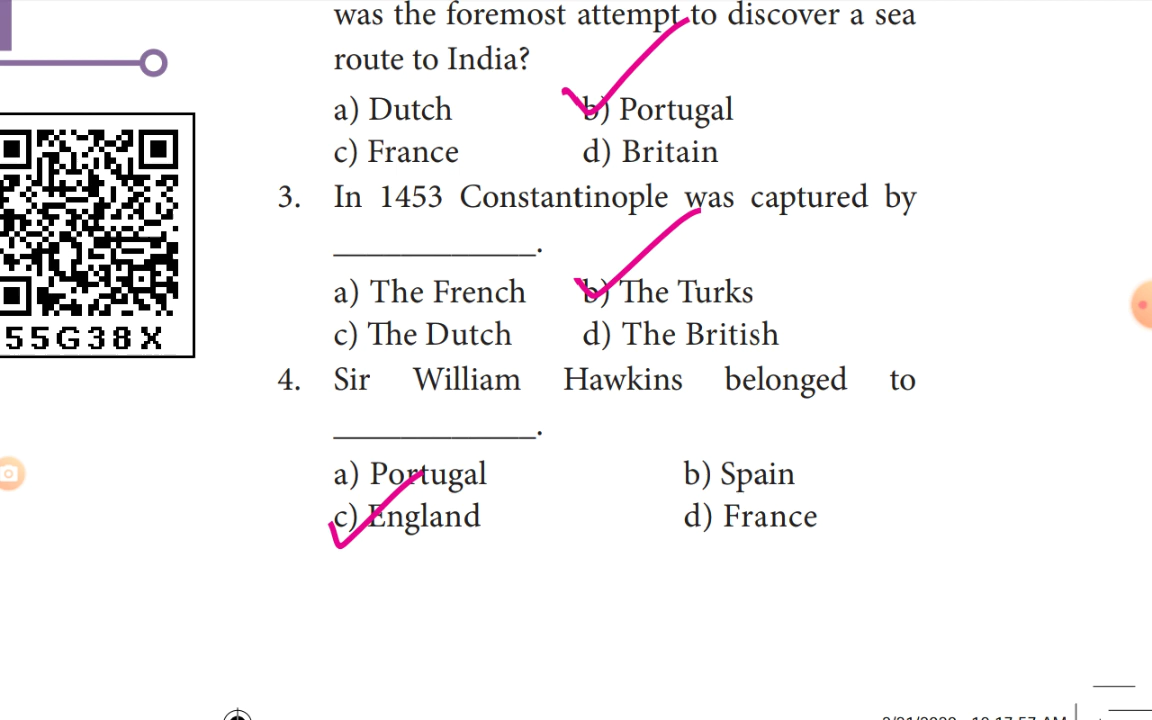 was the foremost attempt to discover a sea
route to India?
a) Dutch b) Portugal
c) France d) Britain
3. In 1453 Constantinople was captured by
____________.
a) The French b) The Turks
c) The Dutch d) The British
4. Sir William Hawkins belonged to
____________.
a) Portugal b) Spain
c) England d) France
55G38X